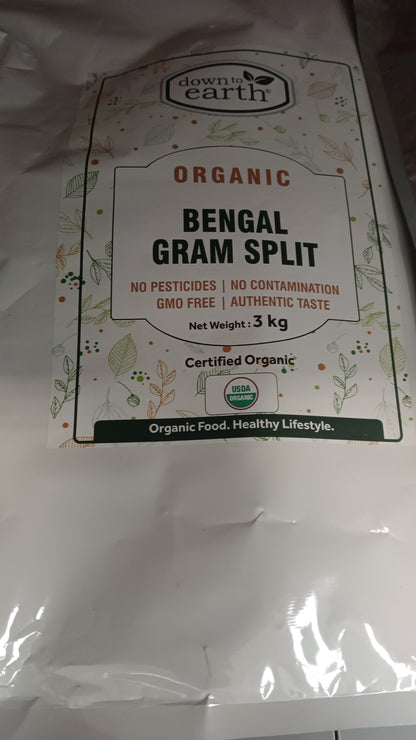 down to
earth®
ORGANIC
BENGAL
GRAM SPLIT
NO PESTICIDES | NO CONTAMINATION
GMO FREE | AUTHENTIC TASTE
Net Weight : 3 kg
Certified Organic
USDA
ORGANIC
Organic Food. Healthy Lifestyle.